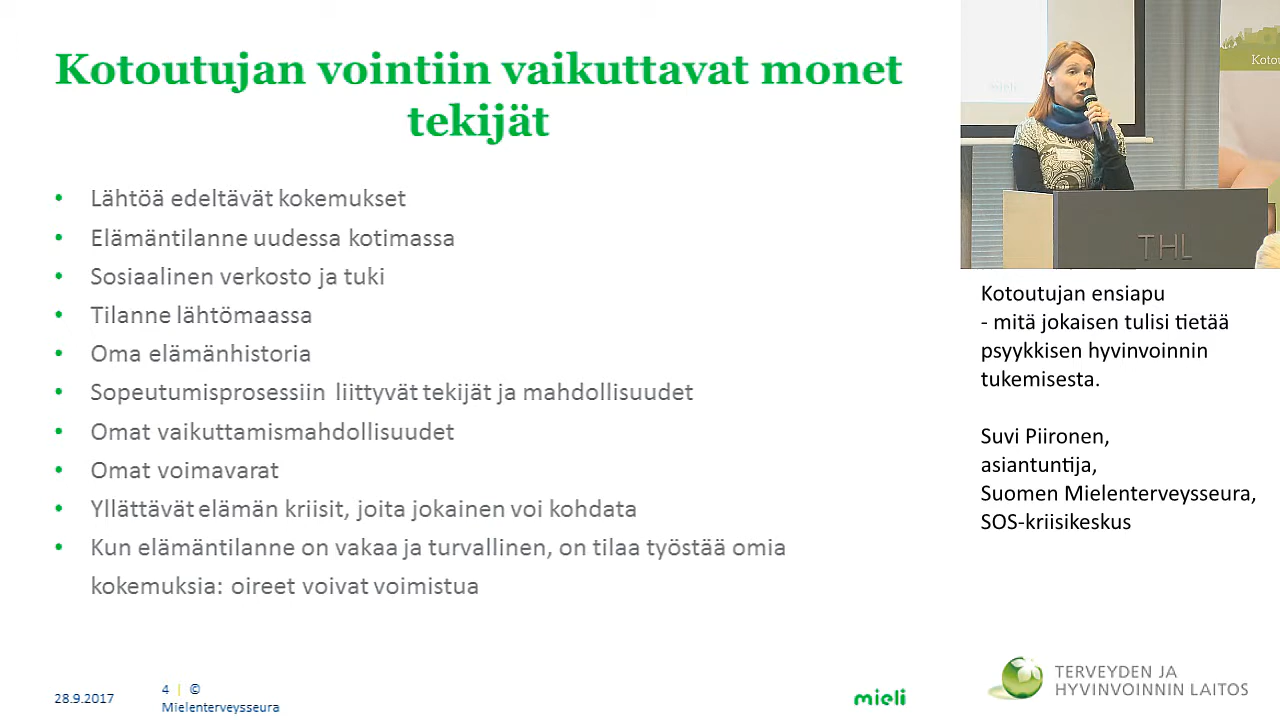 Kotoutujan vointiin vaikuttavat monet
tekijät
• Lähtöä edeltävät kokemukset
• Elämäntilanne uudessa kotimassa
• Sosiaalinen verkosto ja tuki
• Tilanne lähtömaassa
• Oma elämänhistoria
• Sopeutumisprosessiin liittyvät tekijät ja mahdollisuudet
• Omat vaikuttamismahdollisuudet
• Omat voimavarat
• Yllättävät elämän kriisit, joita jokainen voi kohdata
• Kun elämäntilanne on vakaa ja turvallinen, on tilaa työstää omia
kokemuksia: oireet voivat voimistua
28.9.2017
4 | ©
Mielenterveysseura
mieli
mieli
Kotou
THL
Kotoutujan ensiapu
- mitä jokaisen tulisi tietää
psyykkisen hyvinvoinnin
tukemisesta.
Suvi Piironen,
asiantuntija,
Suomen Mielenterveysseura,
SOS-kriisikeskus
TERVEYDEN JA
HYVINVOINNIN LAITOS